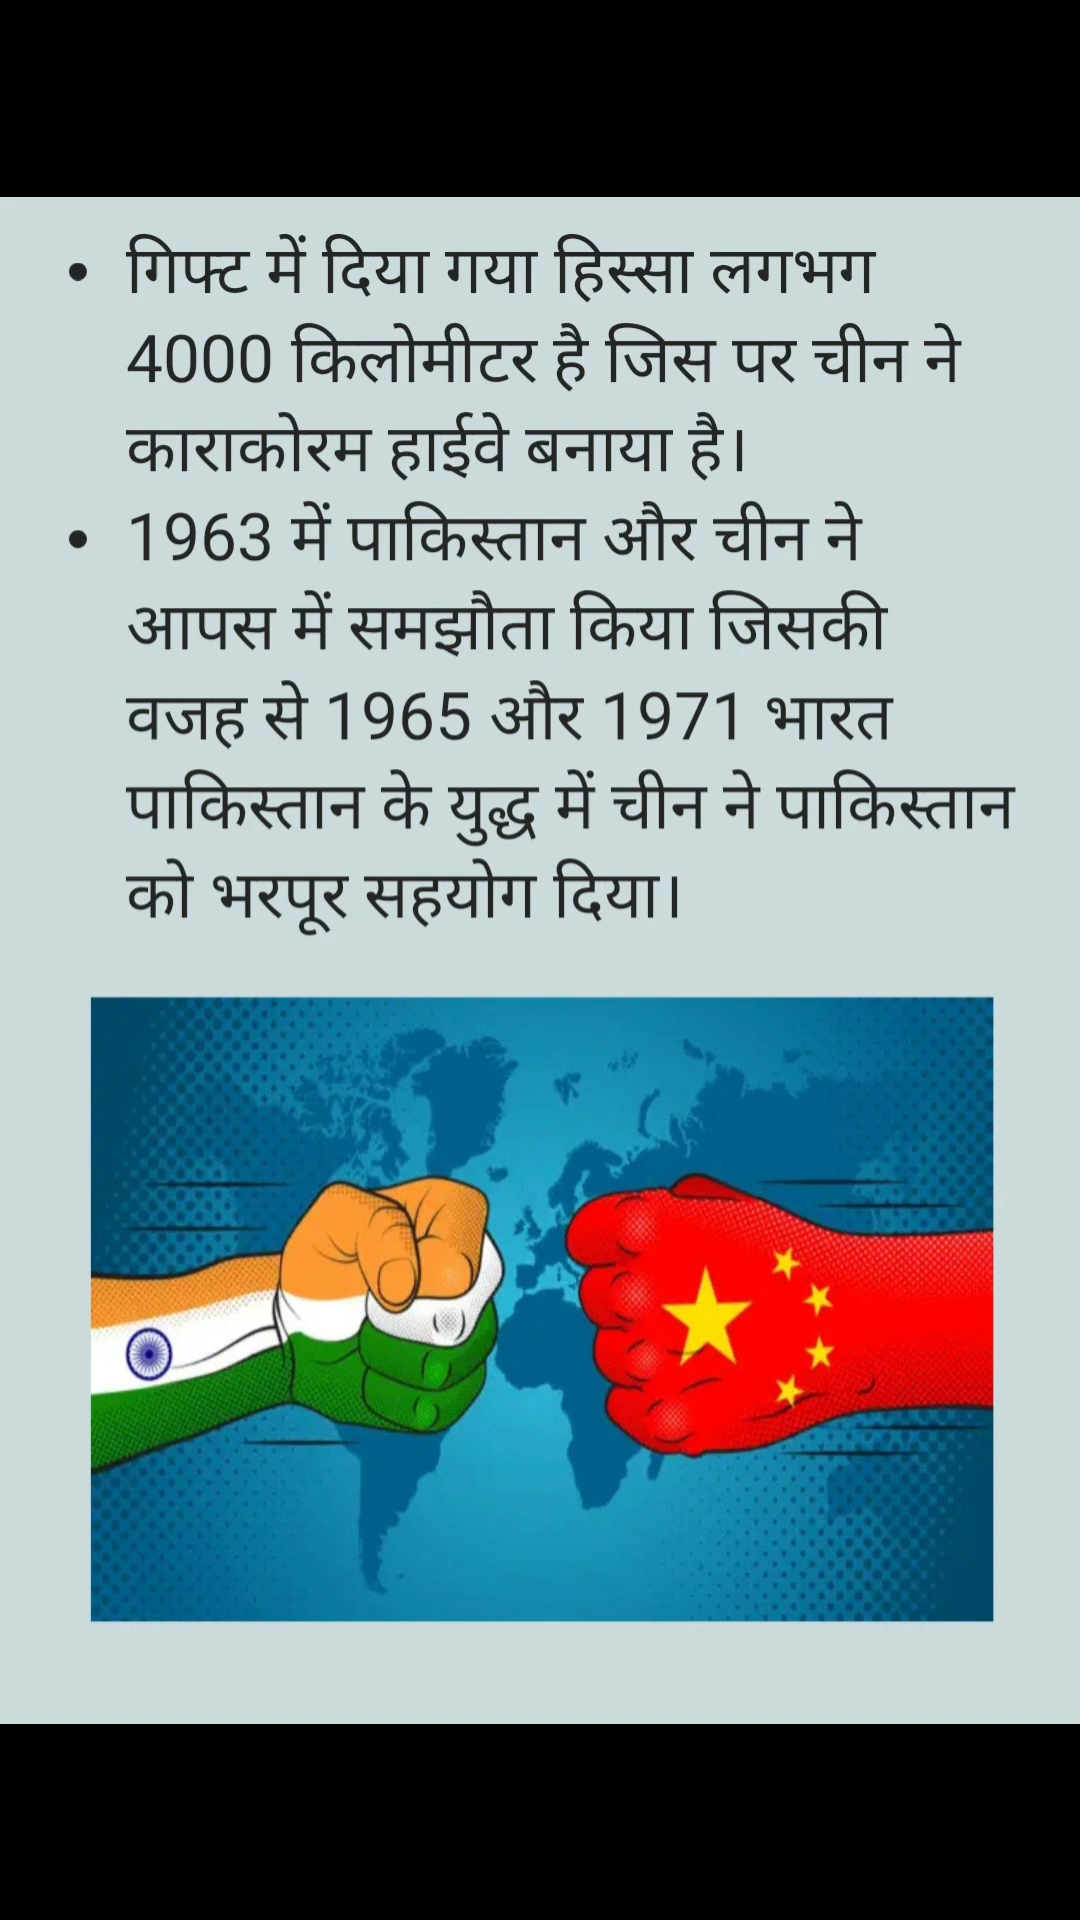 • गिफ्ट में दिया गया हिस्सा लगभग
4000 किलोमीटर है जिस पर चीन ने
काराकोरम हाईवे बनाया है।
• 1963 में पाकिस्तान और चीन ने
आपस में समझौता किया जिसकी
वजह से 1965 और 1971 भारत
पाकिस्तान के युद्ध में चीन ने पाकिस्तान
को भरपूर सहयोग दिया।